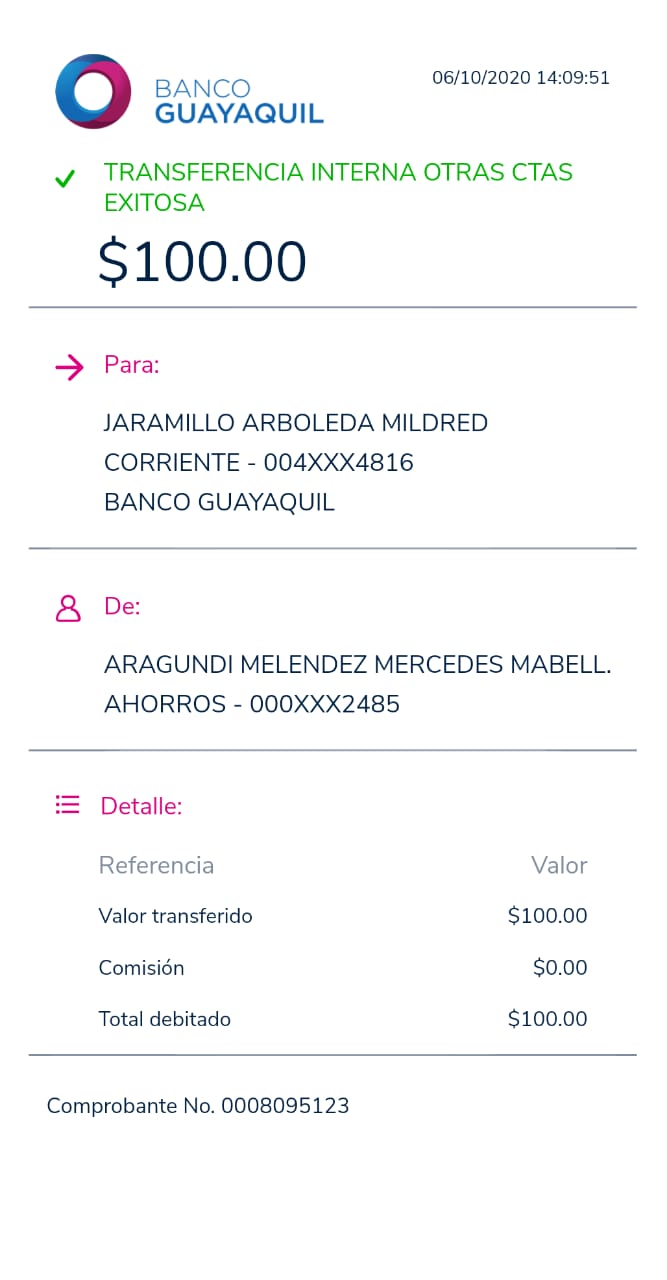 BANCO
GUAYAQUIL
06/10/2020 14:09:51
TRANSFERENCIA INTERNA OTRAS CTAS
EXITOSA
$100.00
Para:
JARAMILLO ARBOLEDA MILDRED
CORRIENTE - 004XXX4816
BANCO GUAYAQUIL
De:
ARAGUNDI MELENDEZ MERCEDES MABELL.
AHORROS - 000XXX2485
Detalle:
Referencia Valor
Valor transferido $100.00
Comisión $0.00
Total debitado $100.00
Comprobante No. 0008095123